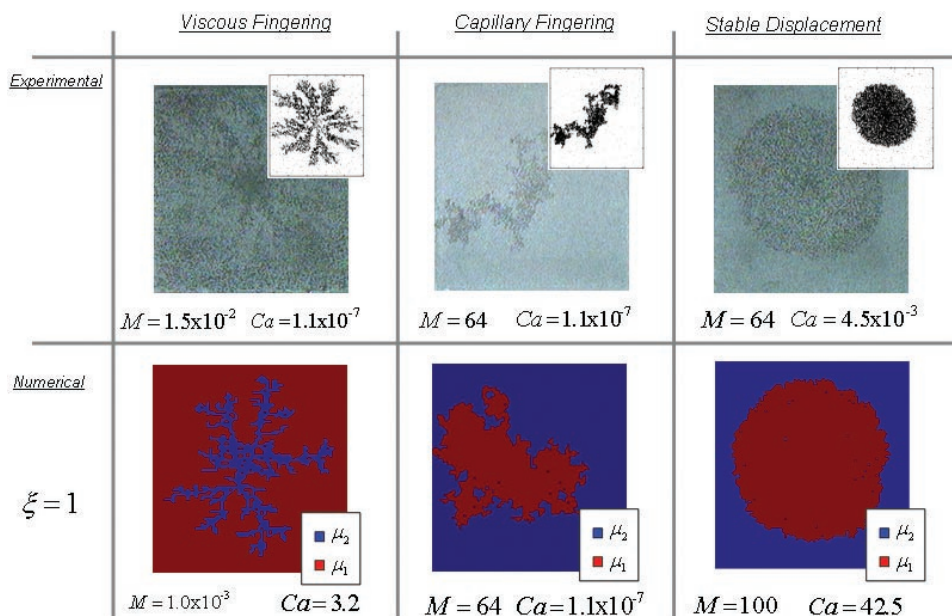 Viscous Fingering Capillary Fingering Stable Displacement
Experimental
M = 1.5x10⁻² Ca = 1.1x10⁻⁷ M = 64 Ca = 1.1x10⁻⁷ M = 64 Ca = 4.5x10⁻³
Numerical
ξ = 1
μ₂ μ₂ μ₂
μ₁ μ₁ μ₁
M = 1.0x10⁻³ Ca = 3.2 M = 64 Ca = 1.1x10⁻⁷ M = 100 Ca = 42.5